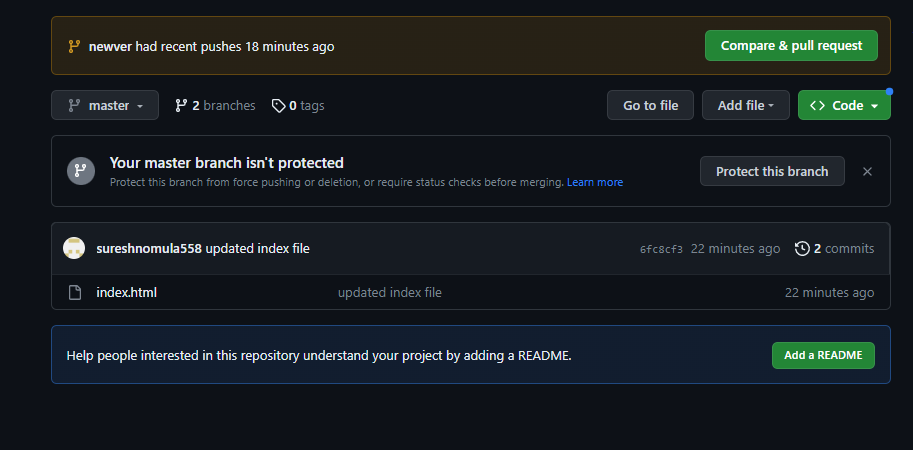 newver had recent pushes 18 minutes ago
Compare & pull request
master
2 branches
0 tags
Go to file
Add file
Code
Your master branch isn't protected
Protect this branch from force pushing or deletion, or require status checks before merging. Learn more
Protect this branch
sureshnomula558 updated index file
6fc8cf3 22 minutes ago
2 commits
index.html
updated index file
22 minutes ago
Help people interested in this repository understand your project by adding a README.
Add a README